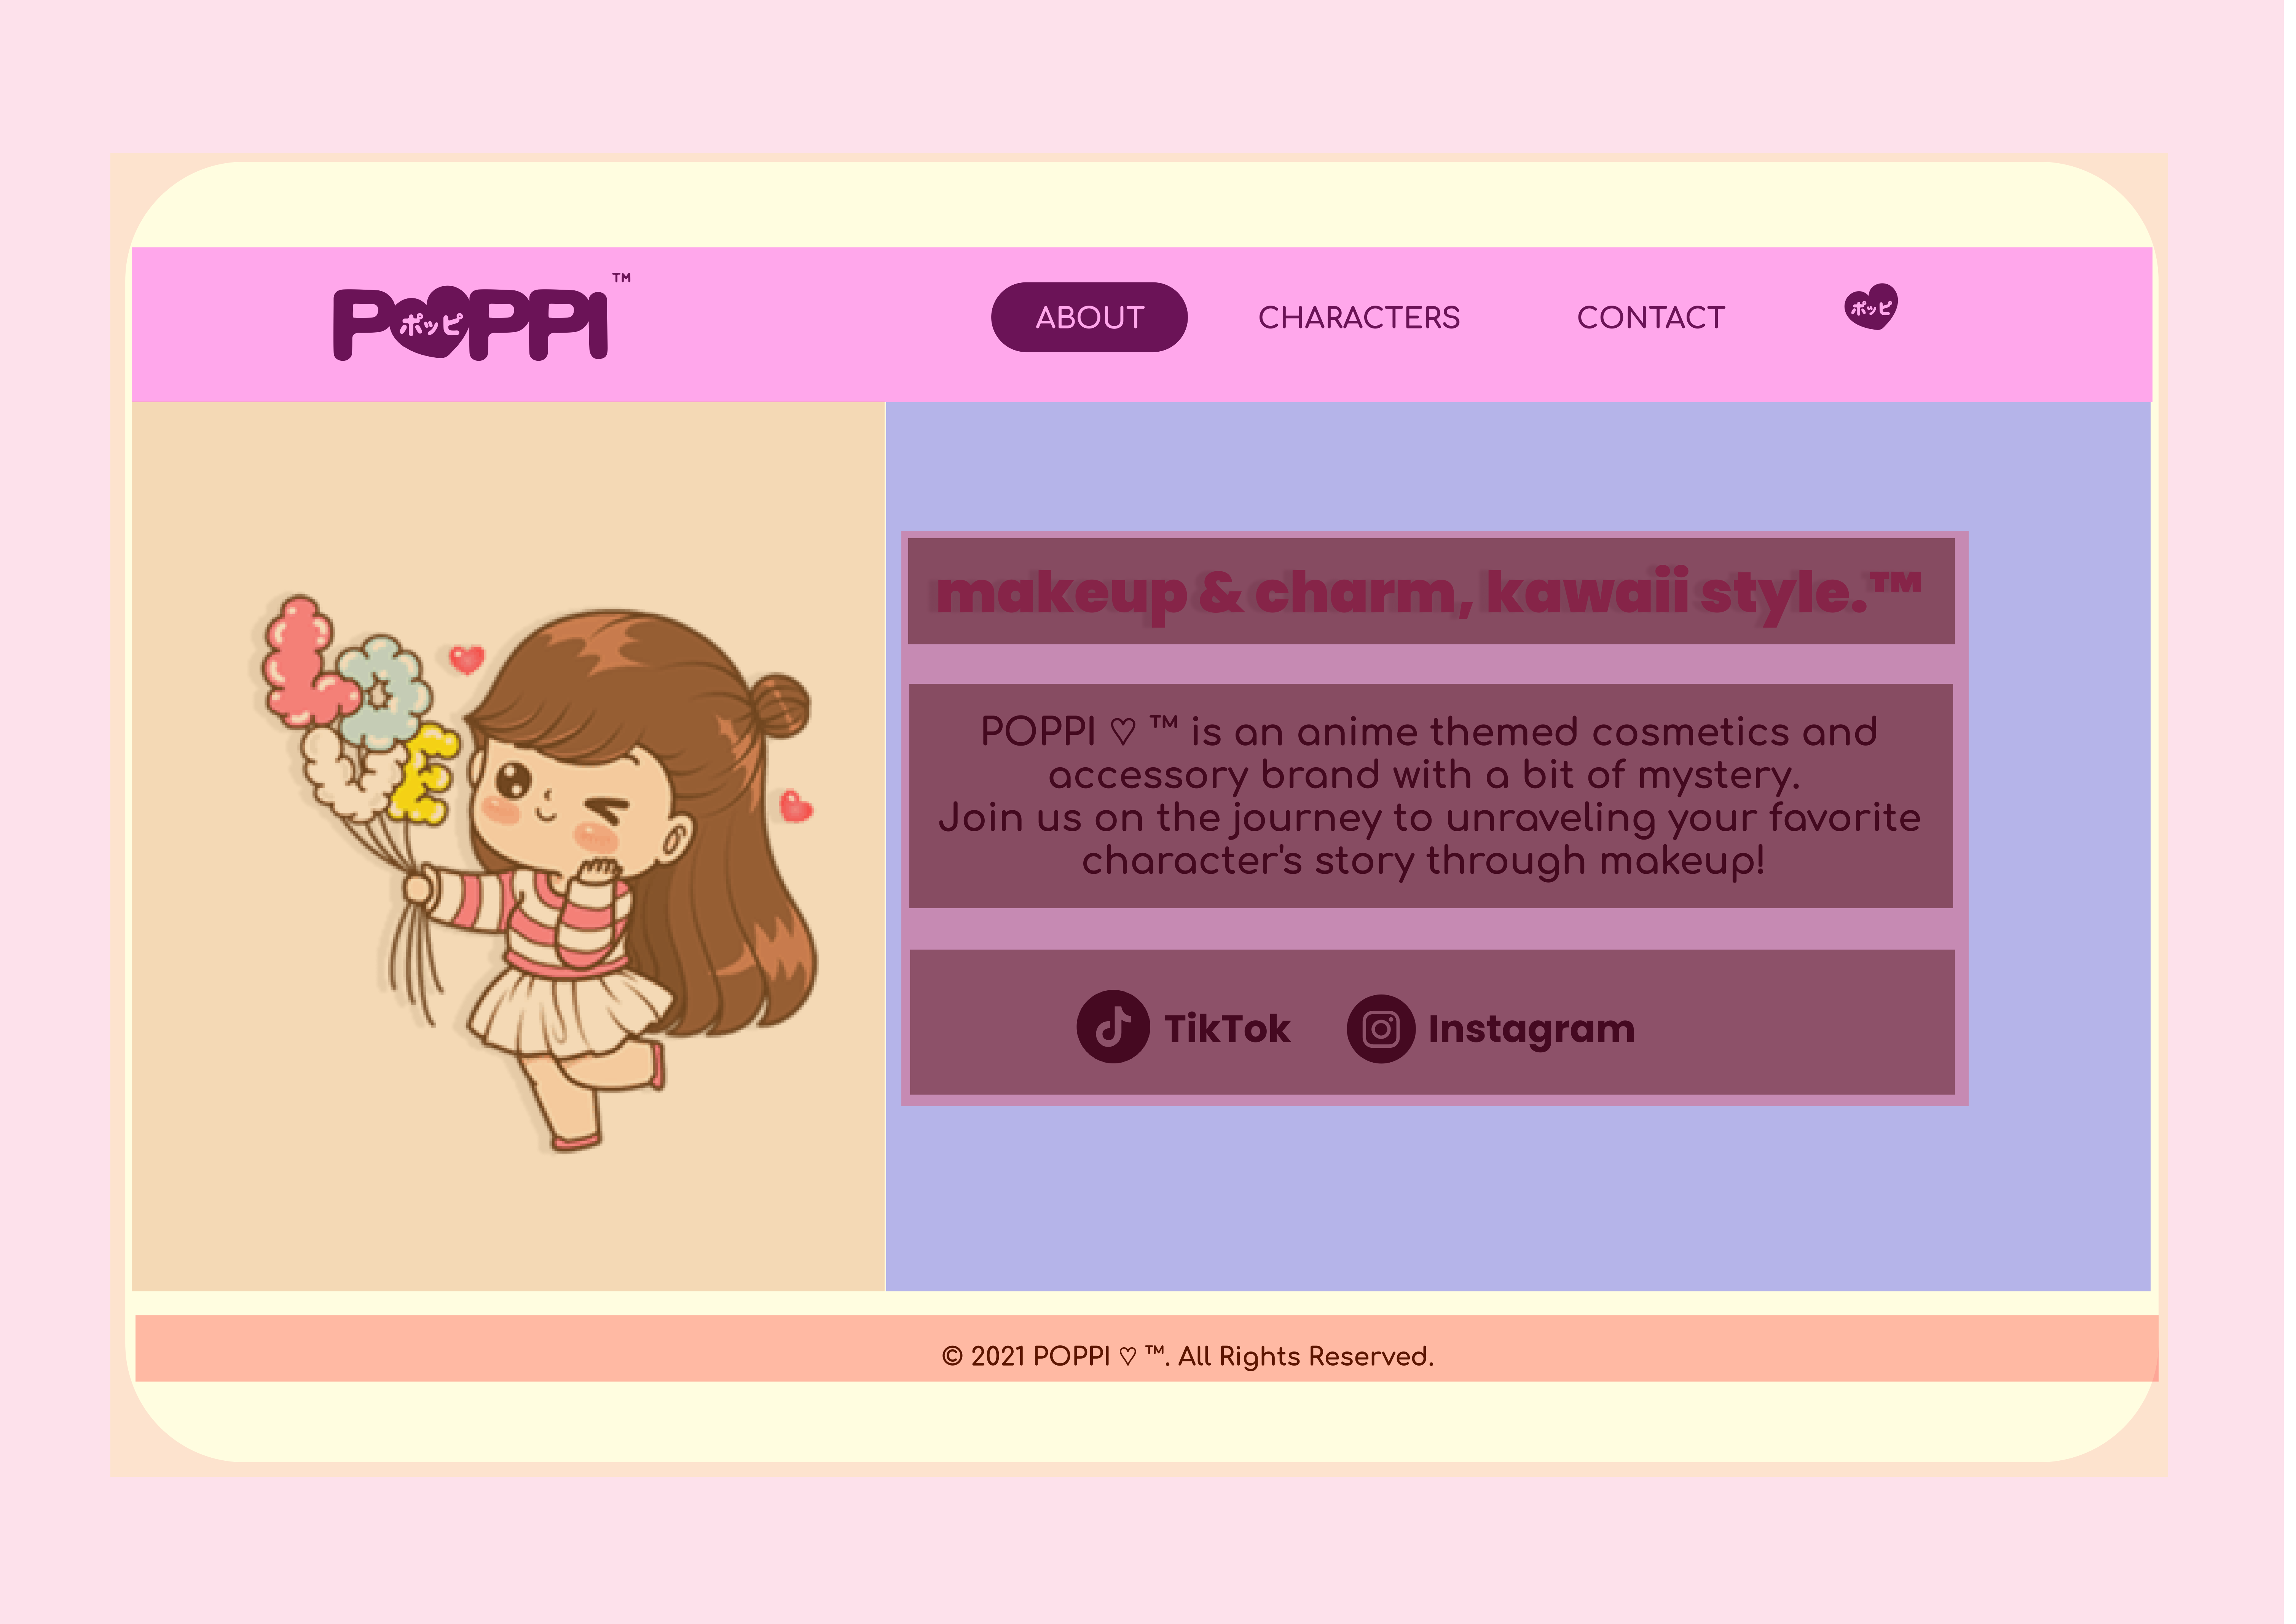 POPPI™
ポッピ
ABOUT CHARACTERS CONTACT ポッピ
LOVE
makeup & charm, kawaii style.™
POPPI ♡ ™ is an anime themed cosmetics and
accessory brand with a bit of mystery.
Join us on the journey to unraveling your favorite
character's story through makeup!
TikTok Instagram
© 2021 POPPI ♡ ™. All Rights Reserved.